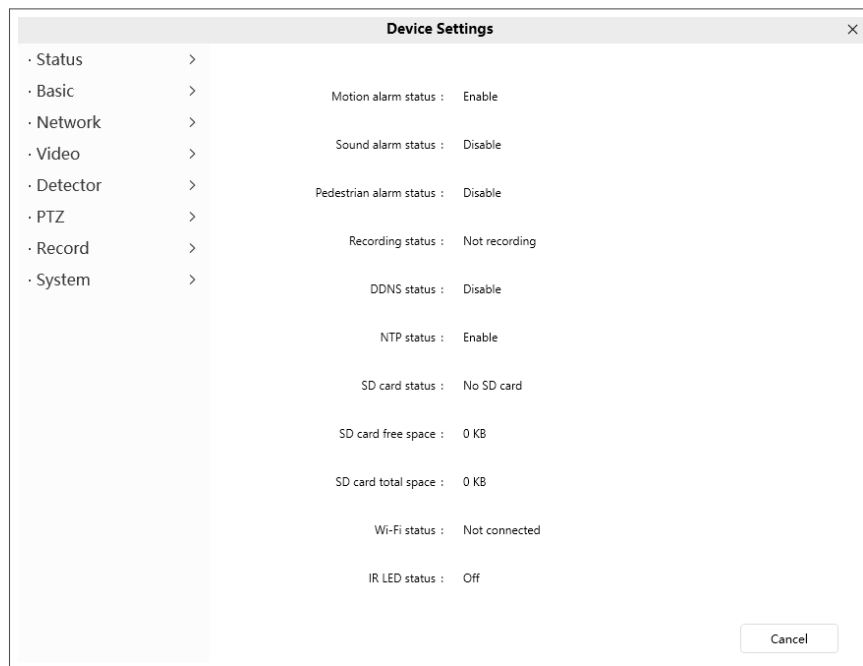 Device Settings
· Status
· Basic
· Network
· Video
· Detector
· PTZ
· Record
· System
Motion alarm status : Enable
Sound alarm status : Disable
Pedestrian alarm status : Disable
Recording status : Not recording
DDNS status : Disable
NTP status : Enable
SD card status : No SD card
SD card free space : 0 KB
SD card total space : 0 KB
Wi-Fi status : Not connected
IR LED status : Off
Cancel